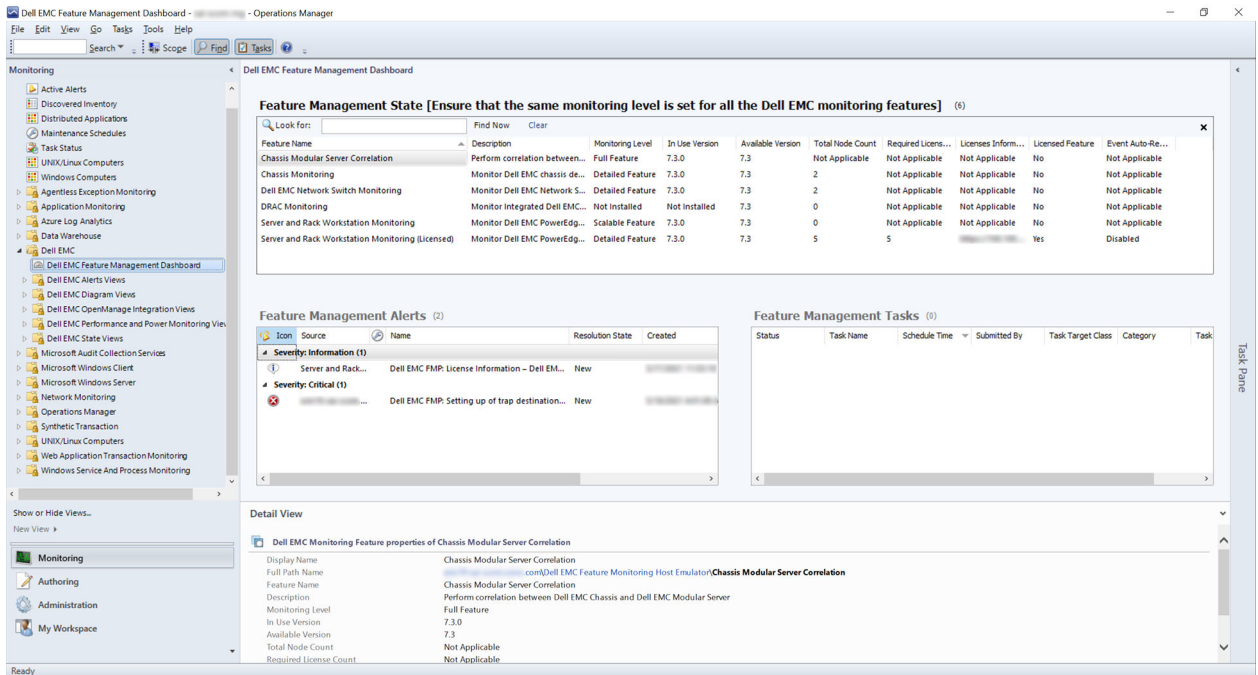 Dell EMC Feature Management Dashboard - - Operations Manager
File Edit View Go Tasks Tools Help
Search Scope Find Tasks
Monitoring
Active Alerts
Discovered Inventory
Distributed Applications
Maintenance Schedules
Task Status
UNIX/Linux Computers
Windows Computers
Agentless Exception Monitoring
Application Monitoring
Azure Log Analytics
Data Warehouse
Dell EMC
Dell EMC Feature Management Dashboard
Dell EMC Alerts Views
Dell EMC Diagram Views
Dell EMC OpenManage Integration Views
Dell EMC Performance and Power Monitoring Viev
Dell EMC State Views
Microsoft Audit Collection Services
Microsoft Windows Client
Microsoft Windows Server
Network Monitoring
Operations Manager
Synthetic Transaction
UNIX/Linux Computers
Web Application Transaction Monitoring
Windows Service And Process Monitoring
Show or Hide Views...
New View
Monitoring
Authoring
Administration
My Workspace
Ready
Dell EMC Feature Management Dashboard
Feature Management State [Ensure that the same monitoring level is set for all the Dell EMC monitoring features] (6)
Look for: Find Now Clear
Feature Name Description Monitoring Level In Use Version Available Version Total Node Count Required Licens... Licenses Inform... Licensed Feature Event Auto-Re...
Chassis Modular Server Correlation Perform correlation between... Full Feature 7.3.0 7.3 Not Applicable Not Applicable Not Applicable No Not Applicable
Chassis Monitoring Monitor Dell EMC chassis de... Detailed Feature 7.3.0 7.3 2 Not Applicable Not Applicable No Not Applicable
Dell EMC Network Switch Monitoring Monitor Dell EMC Network S... Detailed Feature 7.3.0 7.3 2 Not Applicable Not Applicable No Not Applicable
DRAC Monitoring Monitor Integrated Dell EMC... Not Installed Not Installed 7.3 0 Not Applicable Not Applicable No Not Applicable
Server and Rack Workstation Monitoring Monitor Dell EMC PowerEdg... Scalable Feature 7.3.0 7.3 0 Not Applicable Not Applicable No Not Applicable
Server and Rack Workstation Monitoring (Licensed) Monitor Dell EMC PowerEdg... Detailed Feature 7.3.0 7.3 5 5 Yes Disabled
Feature Management Alerts (2)
Icon Source Name Resolution State Created
Severity: Information (1)
Server and Rack... Dell EMC FMP: License Information – Dell EM... New
Severity: Critical (1)
... Dell EMC FMP: Setting up of trap destination... New
Feature Management Tasks (0)
Status Task Name Schedule Time Submitted By Task Target Class Category Task
Task Pane
Detail View
Dell EMC Monitoring Feature properties of Chassis Modular Server Correlation
Display Name Chassis Modular Server Correlation
Full Path Name .com\Dell EMC Feature Monitoring Host Emulator\Chassis Modular Server Correlation
Feature Name Chassis Modular Server Correlation
Description Perform correlation between Dell EMC Chassis and Dell EMC Modular Server
Monitoring Level Full Feature
In Use Version 7.3.0
Available Version 7.3
Total Node Count Not Applicable
Required License Count Not Applicable